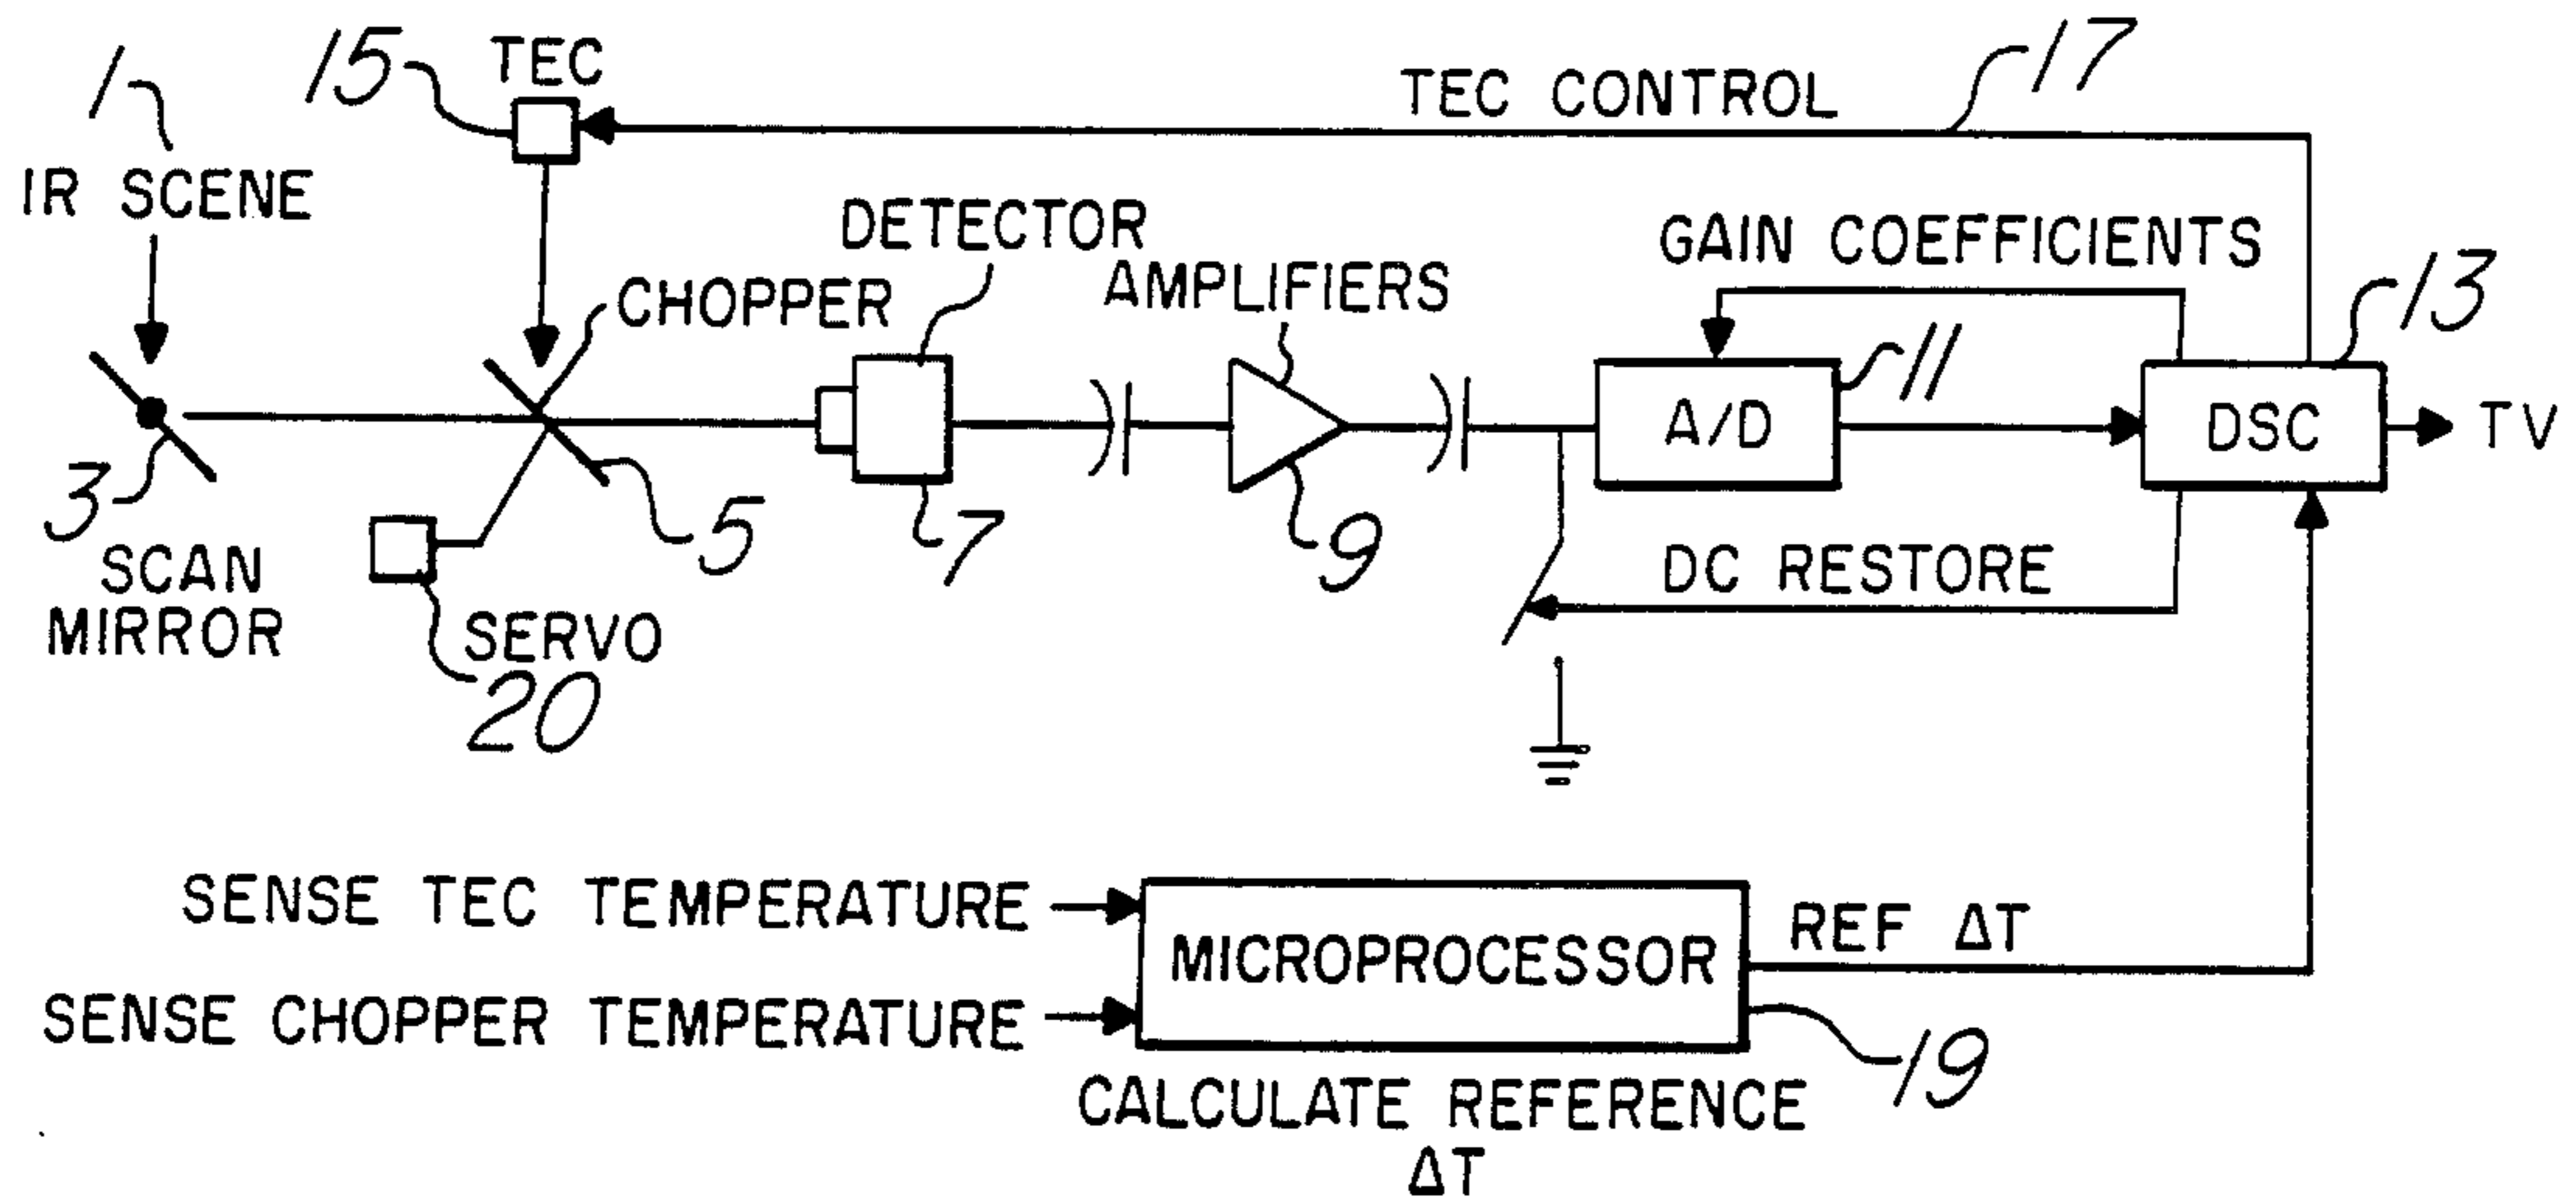 1
15
TEC
TEC CONTROL
17
IR SCENE
DETECTOR
AMPLIFIERS
GAIN COEFFICIENTS
13
CHOPPER
11
A/D
DSC
TV
3
SCAN
MIRROR
5
7
9
DC RESTORE
SERVO
20
SENSE TEC TEMPERATURE
SENSE CHOPPER TEMPERATURE
MICROPROCESSOR
REF ΔT
19
CALCULATE REFERENCE
ΔT